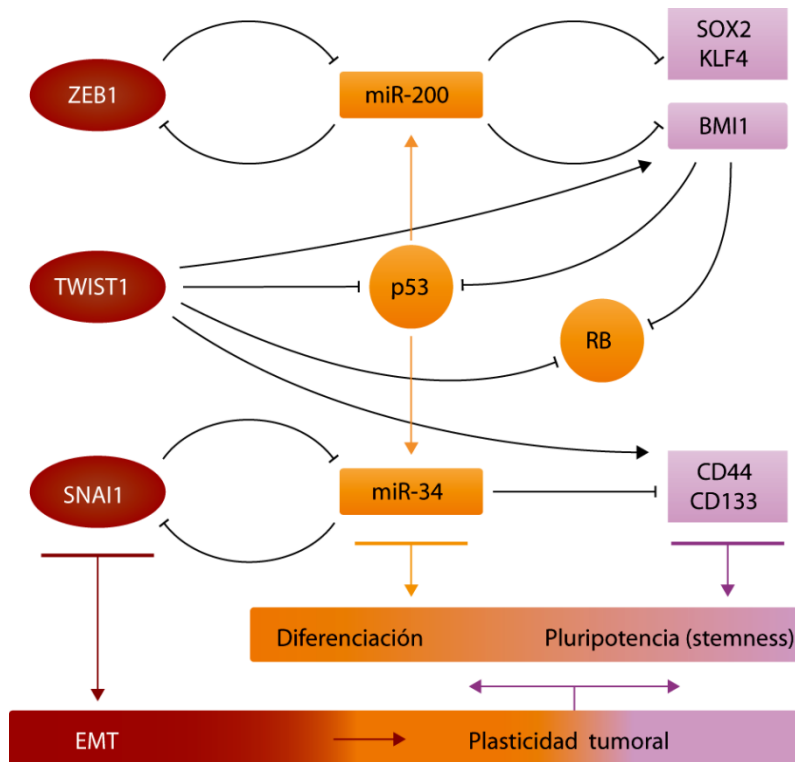 SOX2
KLF4
ZEB1
miR-200
BMI1
TWIST1
p53
RB
SNAI1
miR-34
CD44
CD133
Diferenciación
Pluripotencia (stemness)
EMT
Plasticidad tumoral